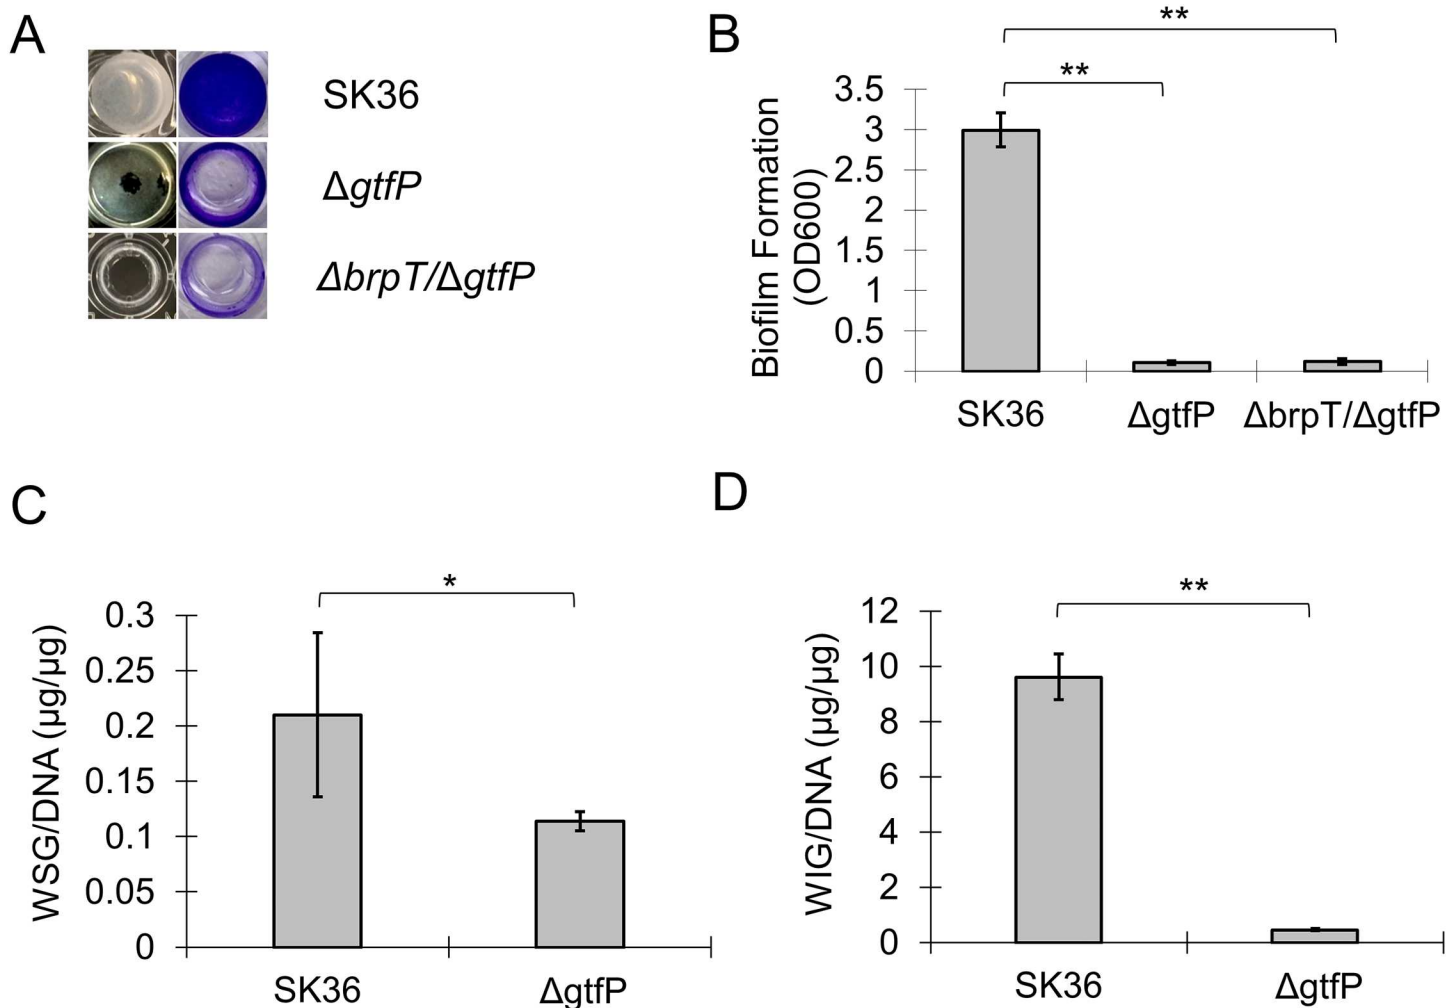 A
SK36
ΔgtfP
ΔbrpT/ΔgtfP
B
**
**
Biofilm Formation
(OD600)
3.5
3
2.5
2
1.5
1
0.5
0
SK36
ΔgtfP
ΔbrpT/ΔgtfP
C
*
WSG/DNA (μg/μg)
0.3
0.25
0.2
0.15
0.1
0.05
0
SK36
ΔgtfP
D
**
WIG/DNA (μg/μg)
12
10
8
6
4
2
0
SK36
ΔgtfP